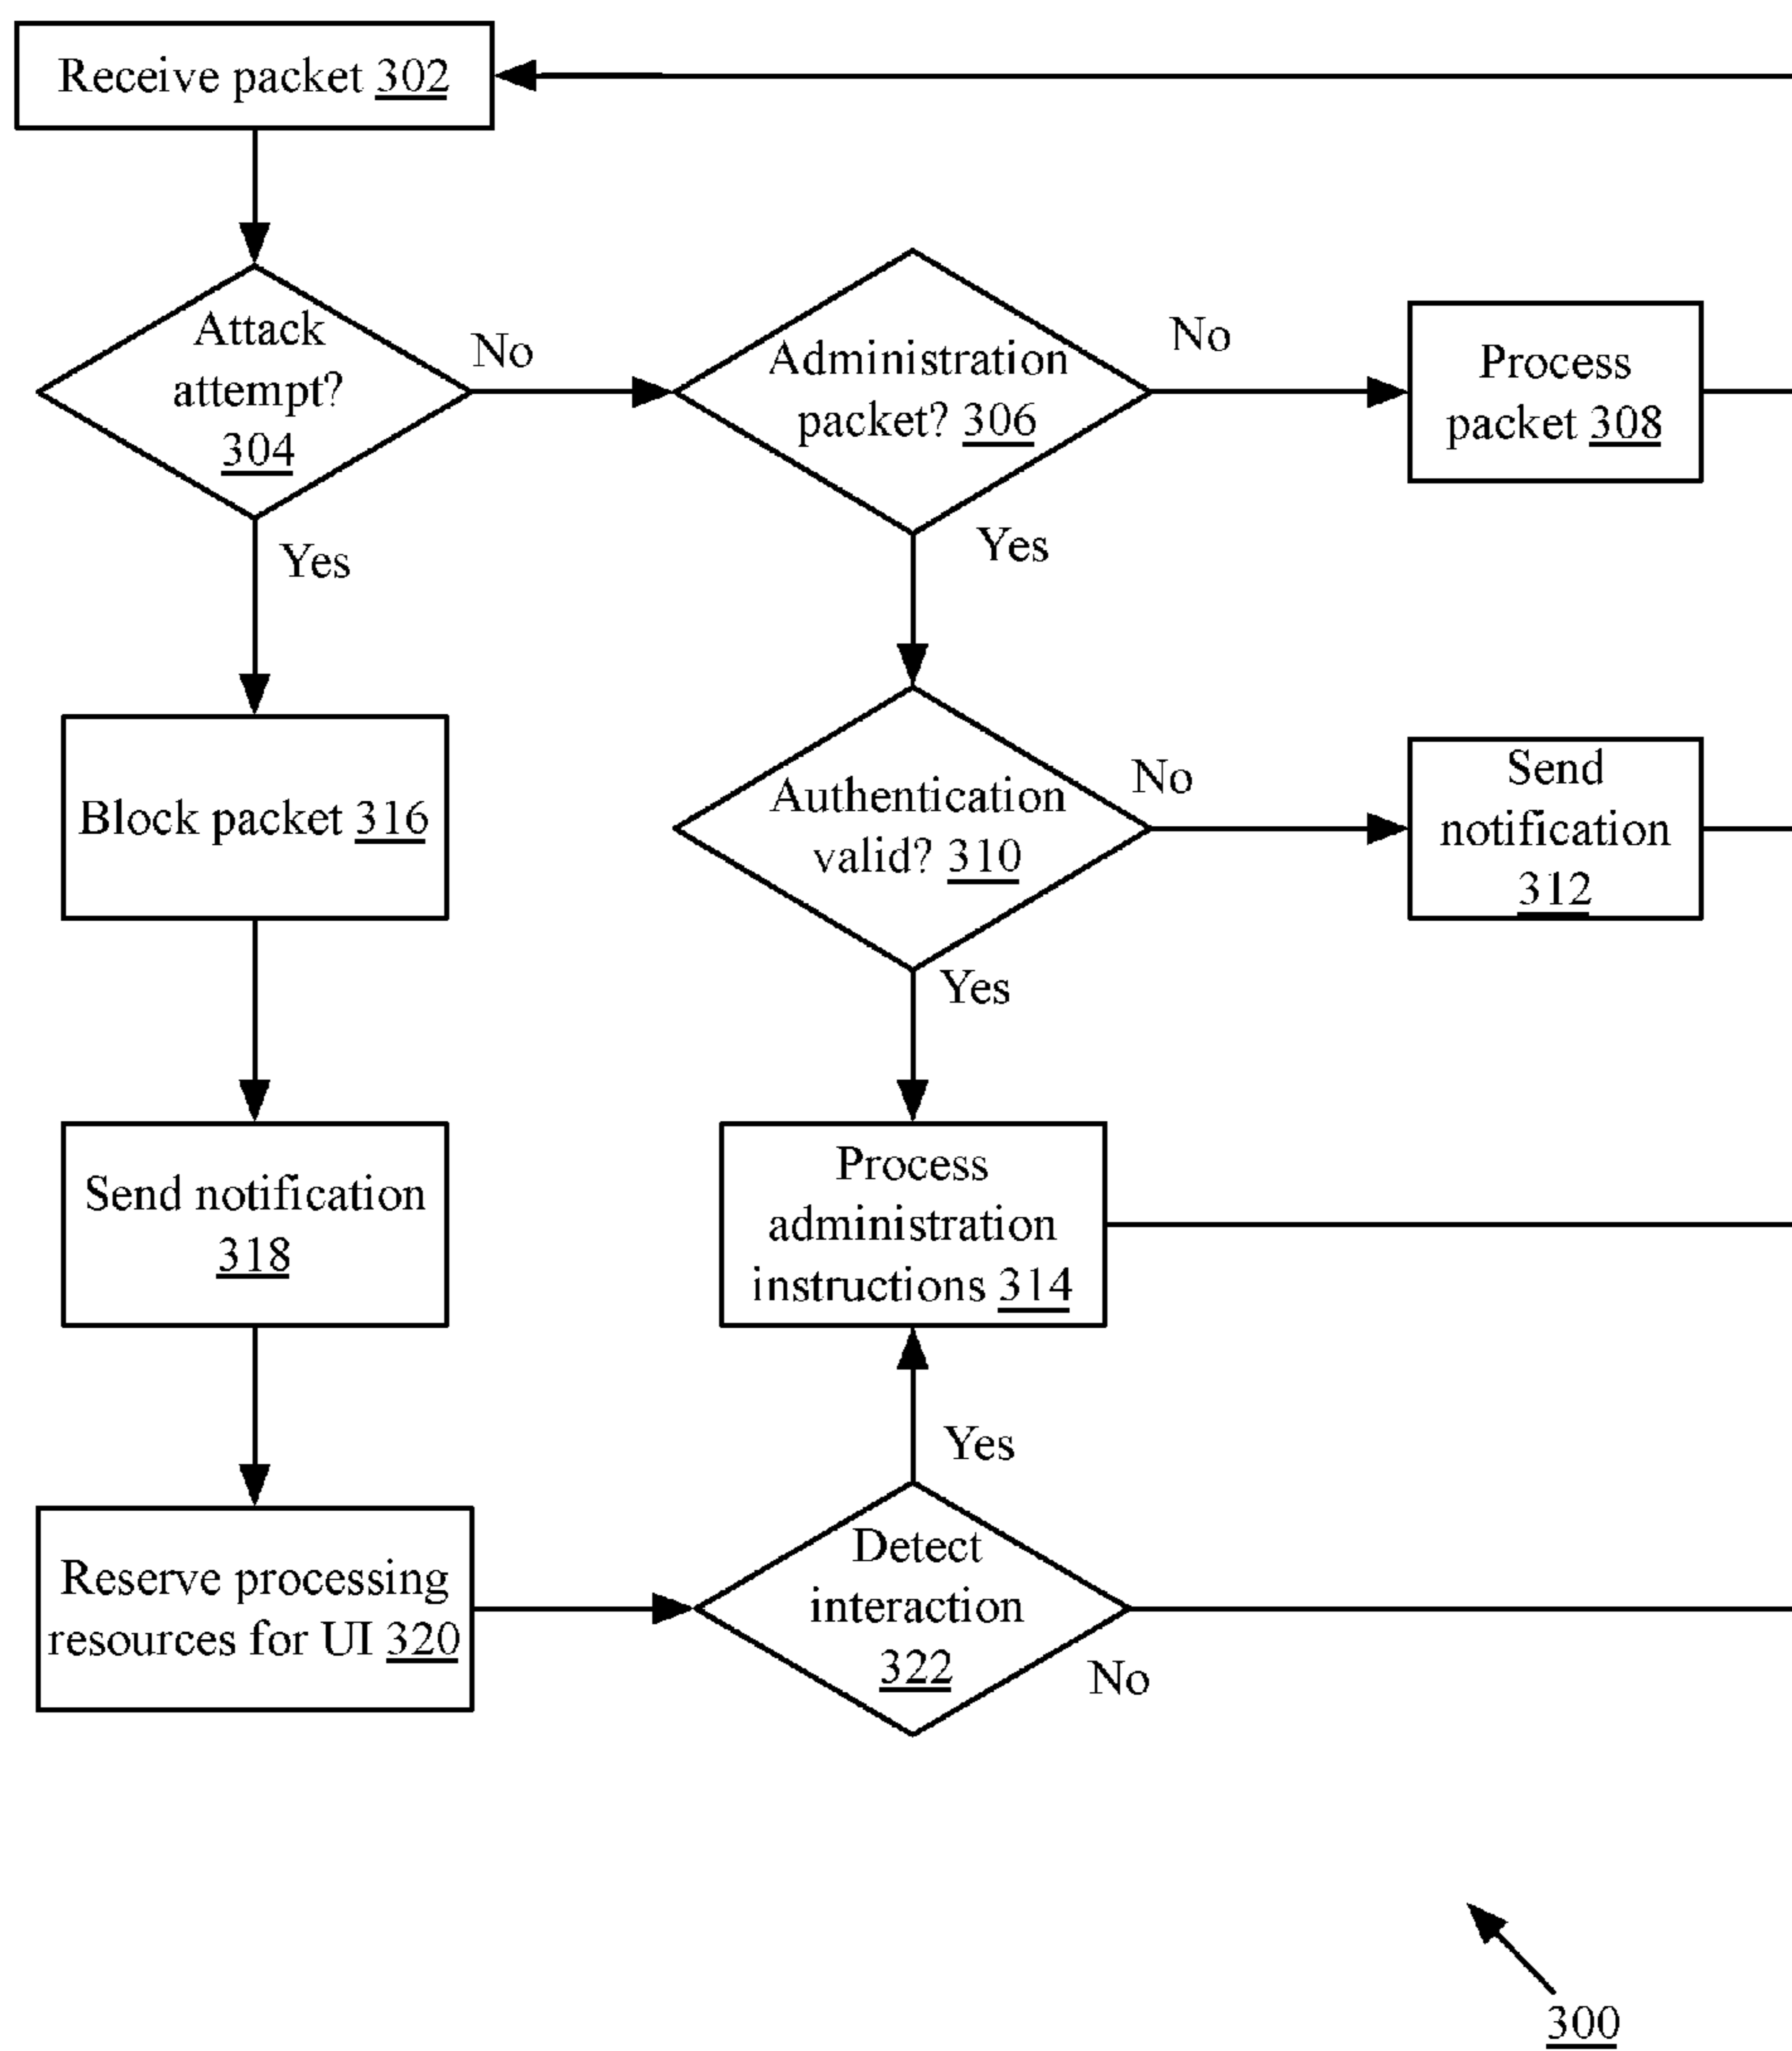 Receive packet 302
Attack
attempt?
304
No
Administration
packet? 306
No
Process
packet 308
Yes
Yes
Block packet 316
Authentication
valid? 310
No
Send
notification
312
Yes
Send notification
318
Process
administration
instructions 314
Yes
Reserve processing
resources for UI 320
Detect
interaction
322
No
300